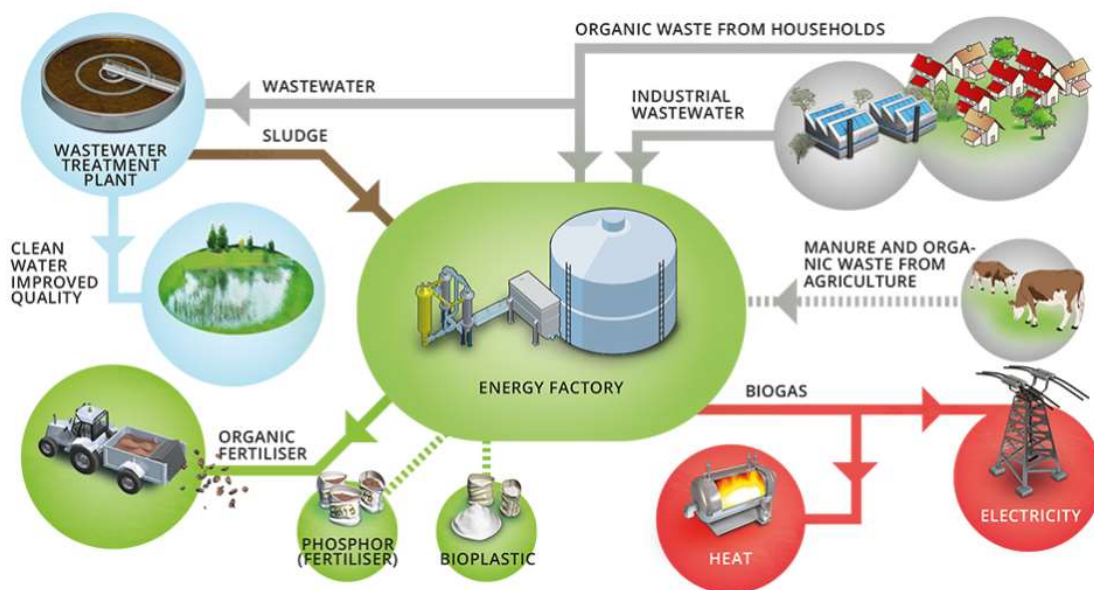 ORGANIC WASTE FROM HOUSEHOLDS
WASTEWATER
INDUSTRIAL
WASTEWATER
SLUDGE
WASTEWATER
TREATMENT
PLANT
CLEAN
WATER
IMPROVED
QUALITY
MANURE AND ORGA-
NIC WASTE FROM
AGRICULTURE
ENERGY FACTORY
BIOGAS
ORGANIC
FERTILISER
PHOSPHOR
(FERTILISER)
BIOPLASTIC
HEAT
ELECTRICITY